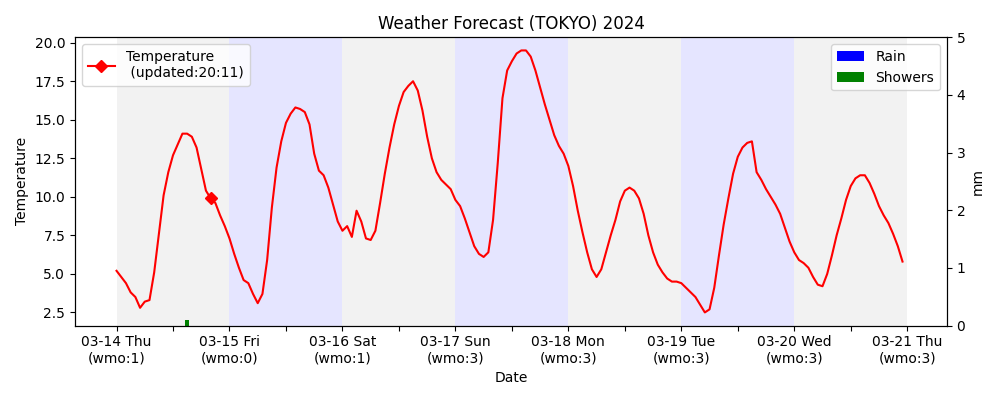 Weather Forecast (TOKYO) 2024
Temperature
(updated:20:11)
Rain
Showers
20.0
17.5
15.0
12.5
10.0
7.5
5.0
2.5
Temperature
5
4
3
2
1
0
mm
03-14 Thu
(wmo:1)
03-15 Fri
(wmo:0)
03-16 Sat
(wmo:1)
03-17 Sun
(wmo:3)
03-18 Mon
(wmo:3)
03-19 Tue
(wmo:3)
03-20 Wed
(wmo:3)
03-21 Thu
(wmo:3)
Date